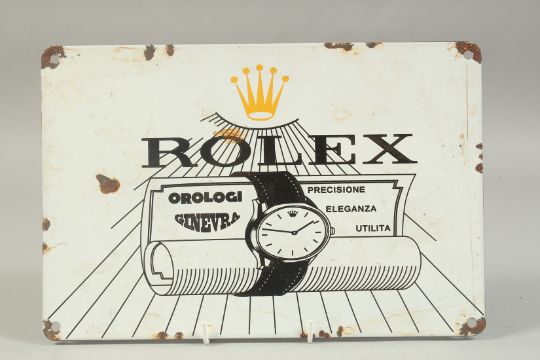 ROLEX
OROLOGI
GINEVRA
PRECISIONE
ELEGANZA
UTILITA